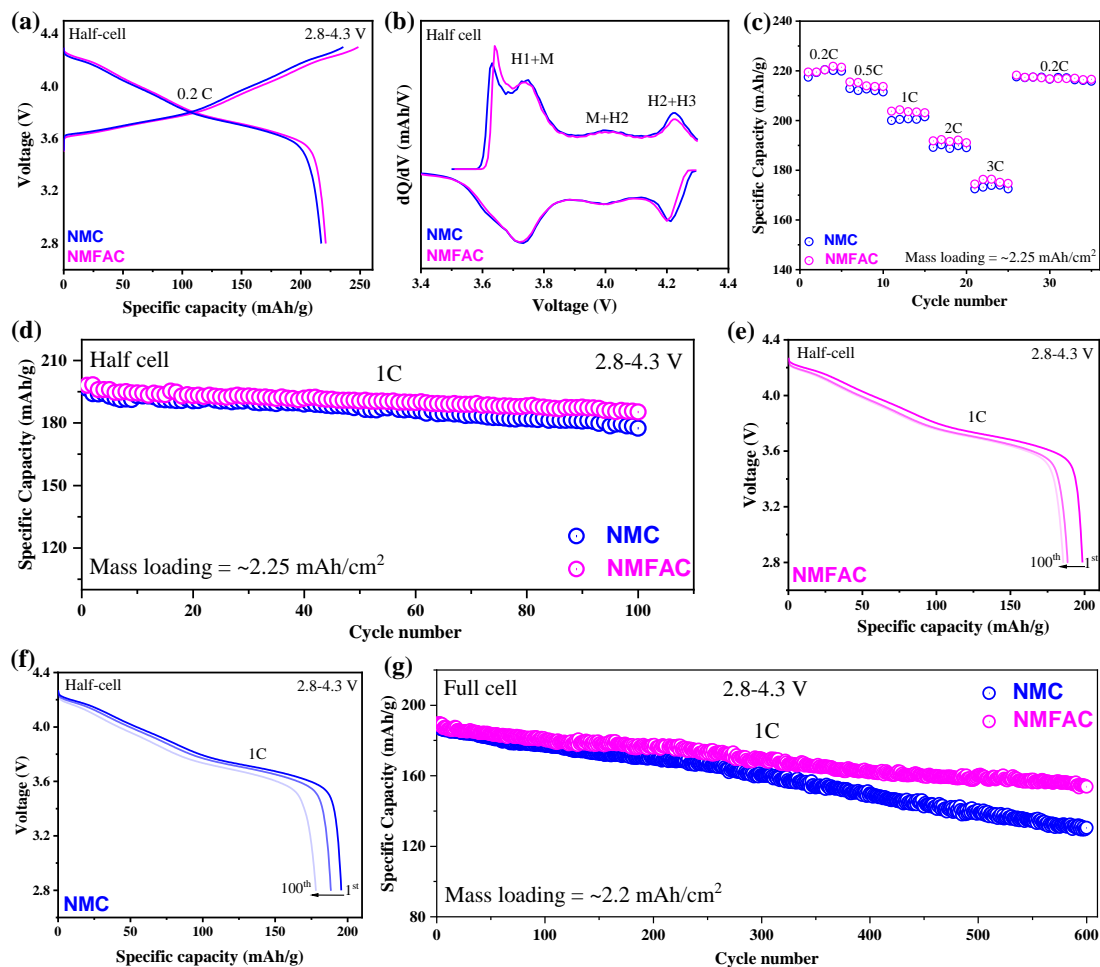 (a)
Half-cell
2.8-4.3 V
0.2 C
NMC
NMFAC
4.4
4.0
3.6
3.2
2.8
0
50
100
150
200
250
Voltage (V)
Specific capacity (mAh/g)
(b)
Half cell
H1+M
M+H2
H2+H3
NMC
NMFAC
3.4
3.6
3.8
4.0
4.2
4.4
dQ/dV (mAh/V)
Voltage (V)
(c)
0.2C
0.5C
1C
2C
3C
0.2C
NMC
NMFAC
Mass loading = ~2.25 mAh/cm²
240
220
200
180
160
140
0
10
20
30
Specific Capacity (mAh/g)
Cycle number
(d)
Half cell
1C
2.8-4.3 V
NMC
NMFAC
Mass loading = ~2.25 mAh/cm²
210
180
150
120
0
20
40
60
80
100
Specific Capacity (mAh/g)
Cycle number
(e)
Half-cell
2.8-4.3 V
1C
100th
1st
NMFAC
4.4
4.0
3.6
3.2
2.8
0
50
100
150
200
Voltage (V)
Specific capacity (mAh/g)
(f)
Half-cell
2.8-4.3 V
1C
100th
1st
NMC
4.4
4.0
3.6
3.2
2.8
0
50
100
150
200
Voltage (V)
Specific capacity (mAh/g)
(g)
Full cell
2.8-4.3 V
1C
NMC
NMFAC
Mass loading = ~2.2 mAh/cm²
200
160
120
80
0
100
200
300
400
500
600
Specific Capacity (mAh/g)
Cycle number